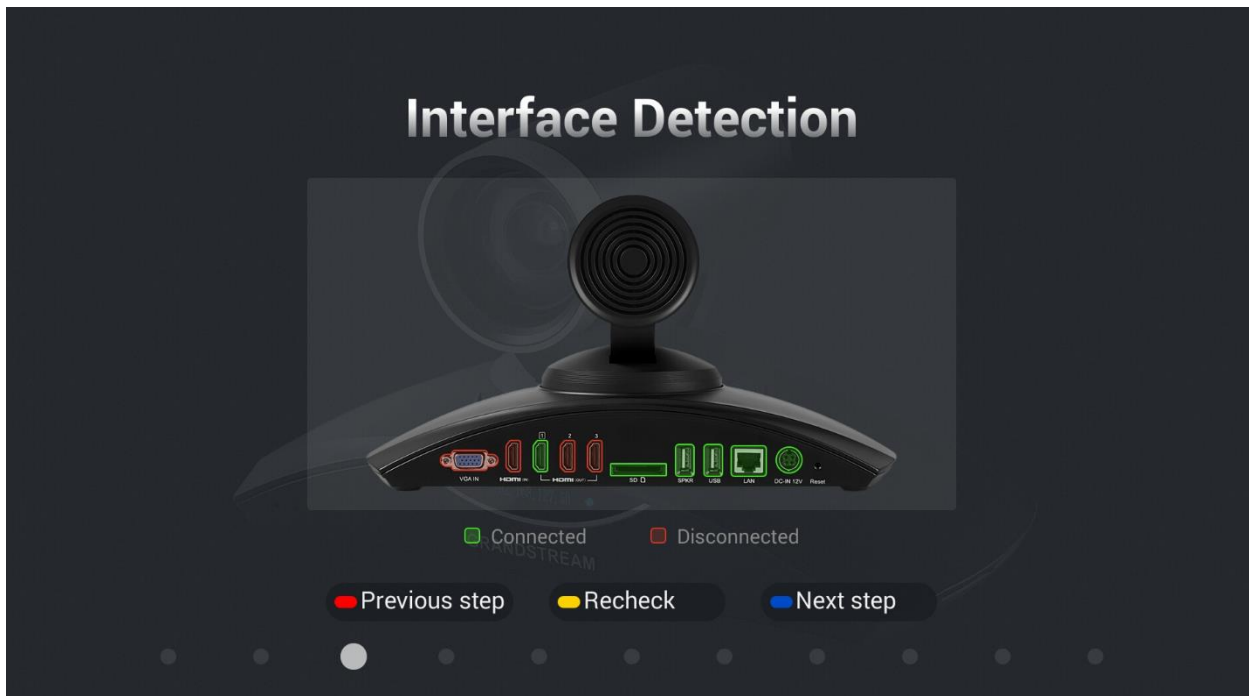 Interface Detection
1 2 3
VGA IN HDMI (IN) HDMI (OUT) SD SPKR USB LAN DC-IN 12V Reset
Connected Disconnected
GRANDSTREAM
Previous step Recheck Next step